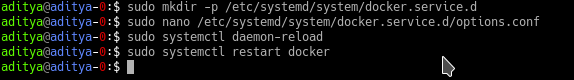 aditya@aditya-0:$ sudo mkdir -p /etc/systemd/system/docker.service.d
aditya@aditya-0:$ sudo nano /etc/systemd/system/docker.service.d/options.conf
aditya@aditya-0:$ sudo systemctl daemon-reload
aditya@aditya-0:$ sudo systemctl restart docker
aditya@aditya-0:$